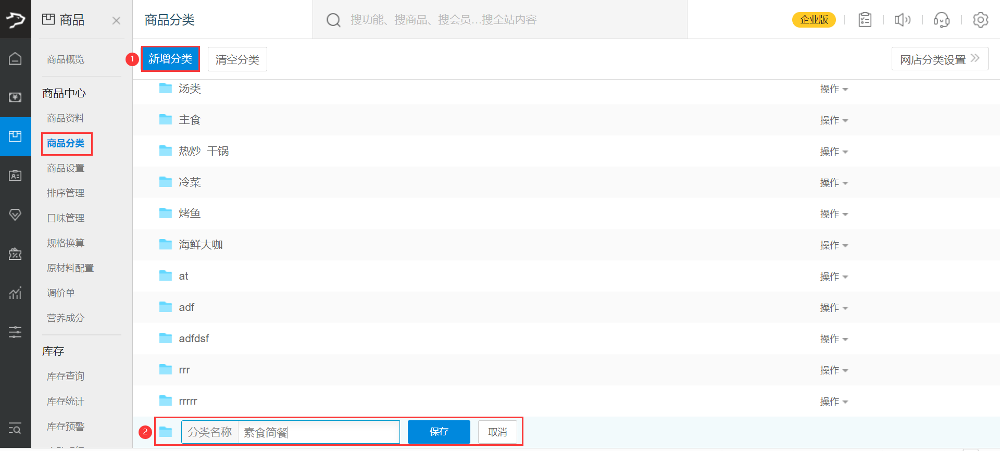 商品
商品分类
搜功能、搜商品、搜会员...搜全站内容
企业版
商品概览
商品中心
商品资料
商品分类
商品设置
排序管理
口味管理
规格换算
原材料配置
调价单
营养成分
库存
库存查询
库存统计
库存预警
1
新增分类
清空分类
网店分类设置
汤类 操作
主食 操作
热炒 干锅 操作
冷菜 操作
烤鱼 操作
海鲜大咖 操作
at 操作
adf 操作
adfdsf 操作
rrr 操作
rrrrr 操作
2
分类名称 素食简餐 保存 取消